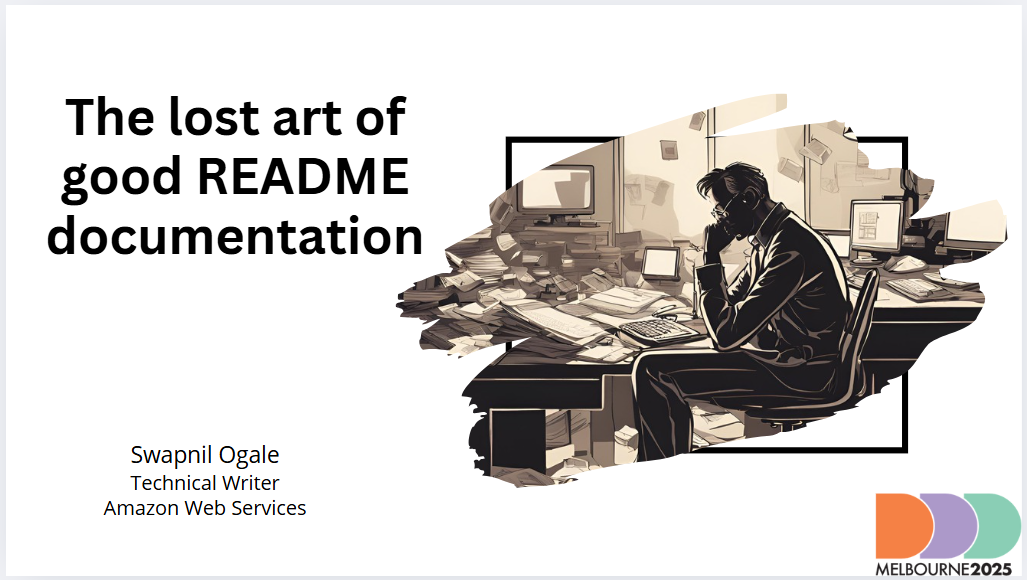 The lost art of
good README
documentation
Swapnil Ogale
Technical Writer
Amazon Web Services
MELBOURNE2025